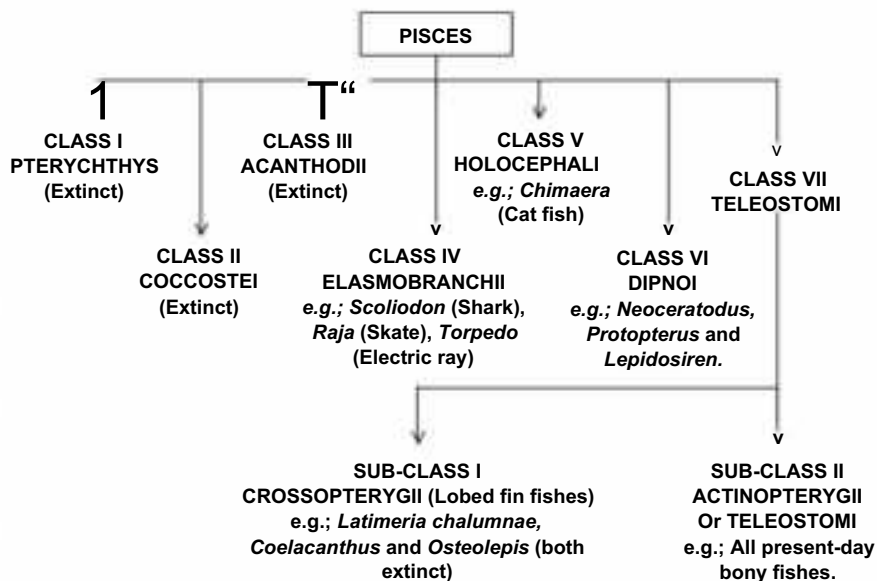 PISCES
CLASS I
PTERYCHTHYS
(Extinct)
CLASS II
COCCOSTEI
(Extinct)
CLASS III
ACANTHODII
(Extinct)
CLASS IV
ELASMOBRANCHII
e.g.; Scoliodon (Shark),
Raja (Skate), Torpedo
(Electric ray)
CLASS V
HOLOCEPHALI
e.g.; Chimaera
(Cat fish)
CLASS VI
DIPNOI
e.g.; Neoceratodus,
Protopterus and
Lepidosiren.
CLASS VII
TELEOSTOMI
SUB-CLASS I
CROSSOPTERYGII (Lobed fin fishes)
e.g.; Latimeria chalumnae,
Coelacanthus and Osteolepis (both
extinct)
SUB-CLASS II
ACTINOPTERYGII
Or TELEOSTOMI
e.g.; All present-day
bony fishes.